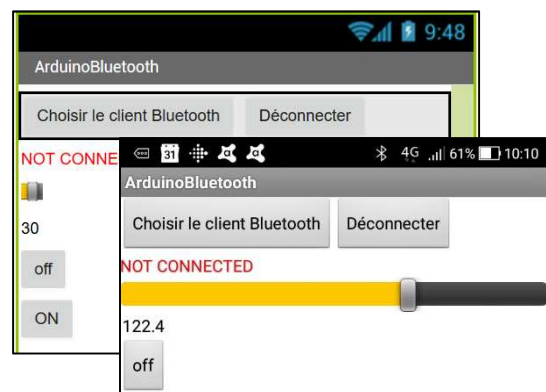 9:48
ArduinoBluetooth
Choisir le client Bluetooth Déconnecter
NOT CONNE
30
off
ON
31 4G 61% 10:10
ArduinoBluetooth
Choisir le client Bluetooth Déconnecter
NOT CONNECTED
122.4
off